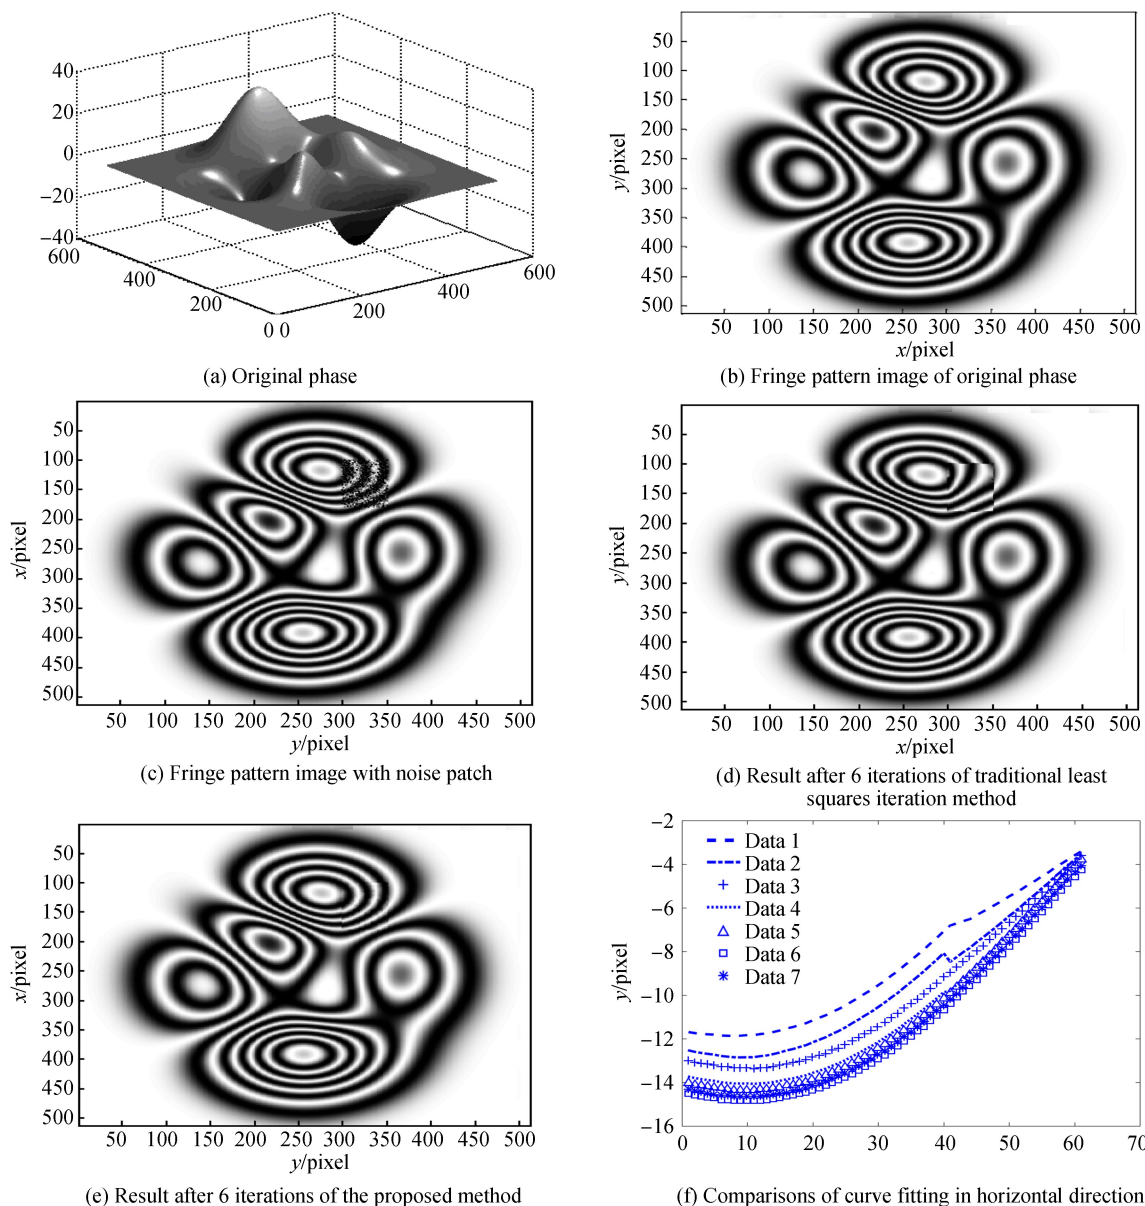 40
20
0
−20
−40
600
400
200
0 0
200
400
600
(a) Original phase
y/pixel
50
100
150
200
250
300
350
400
450
500
50 100 150 200 250 300 350 400 450 500
x/pixel
(b) Fringe pattern image of original phase
x/pixel
50
100
150
200
250
300
350
400
450
500
50 100 150 200 250 300 350 400 450 500
y/pixel
(c) Fringe pattern image with noise patch
y/pixel
50
100
150
200
250
300
350
400
450
500
50 100 150 200 250 300 350 400 450 500
x/pixel
(d) Result after 6 iterations of traditional least
squares iteration method
x/pixel
50
100
150
200
250
300
350
400
450
500
50 100 150 200 250 300 350 400 450 500
y/pixel
(e) Result after 6 iterations of the proposed method
y/pixel
−2
−4
−6
−8
−10
−12
−14
−16
Data 1
Data 2
Data 3
Data 4
Data 5
Data 6
Data 7
0 10 20 30 40 50 60 70
(f) Comparisons of curve fitting in horizontal direction